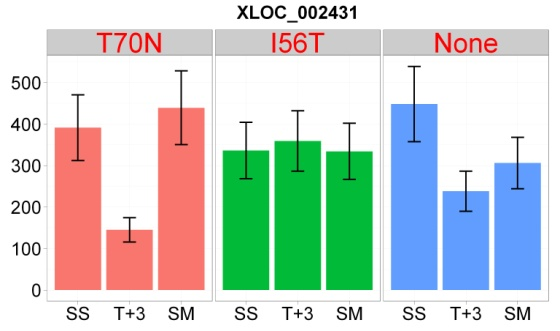 XLOC_002431
T70N I56T None
500
400
300
200
100
0
SS T+3 SM SS T+3 SM SS T+3 SM